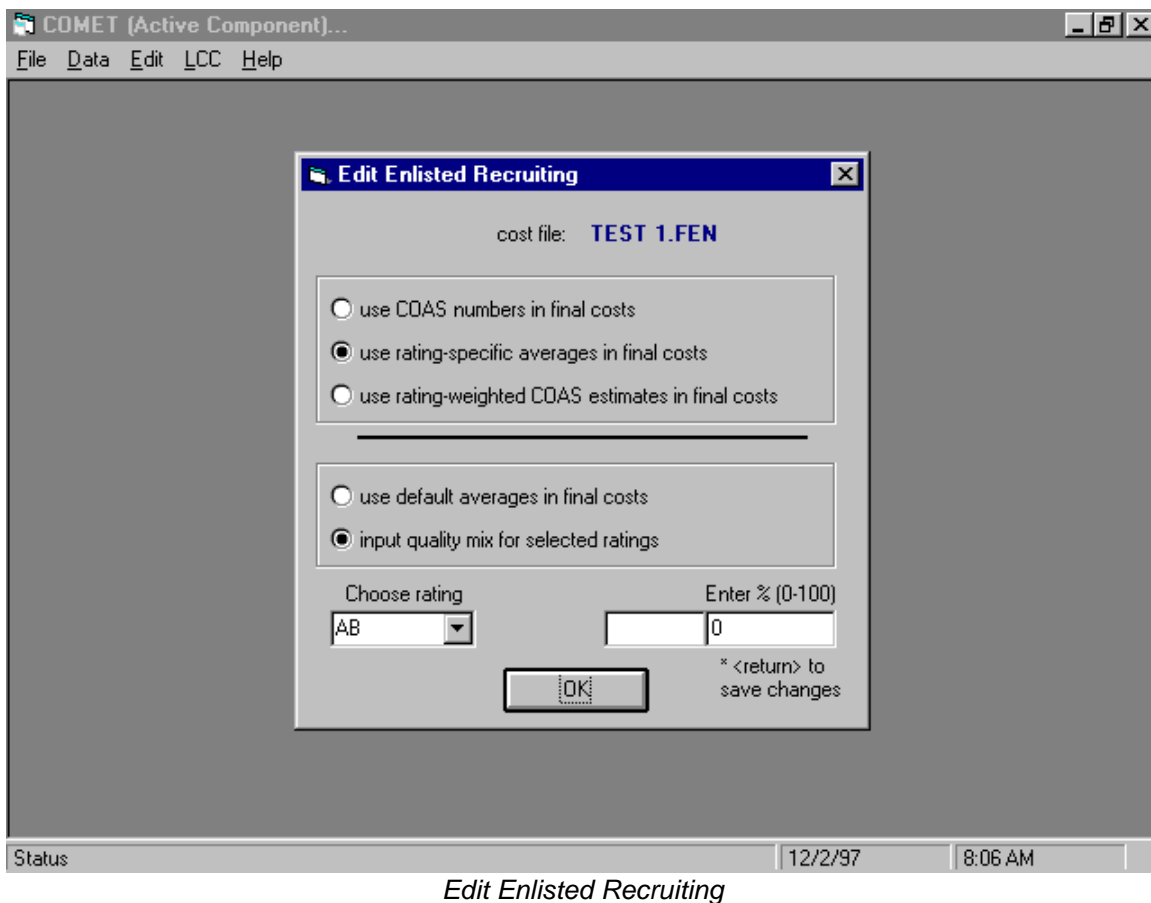 COMET (Active Component)...
File Data Edit LCC Help
Edit Enlisted Recruiting
cost file: TEST 1.FEN
use COAS numbers in final costs
use rating-specific averages in final costs
use rating-weighted COAS estimates in final costs
use default averages in final costs
input quality mix for selected ratings
Choose rating Enter % (0-100)
AB 0
* <return> to
save changes
OK
Status 12/2/97 8:06 AM
Edit Enlisted Recruiting